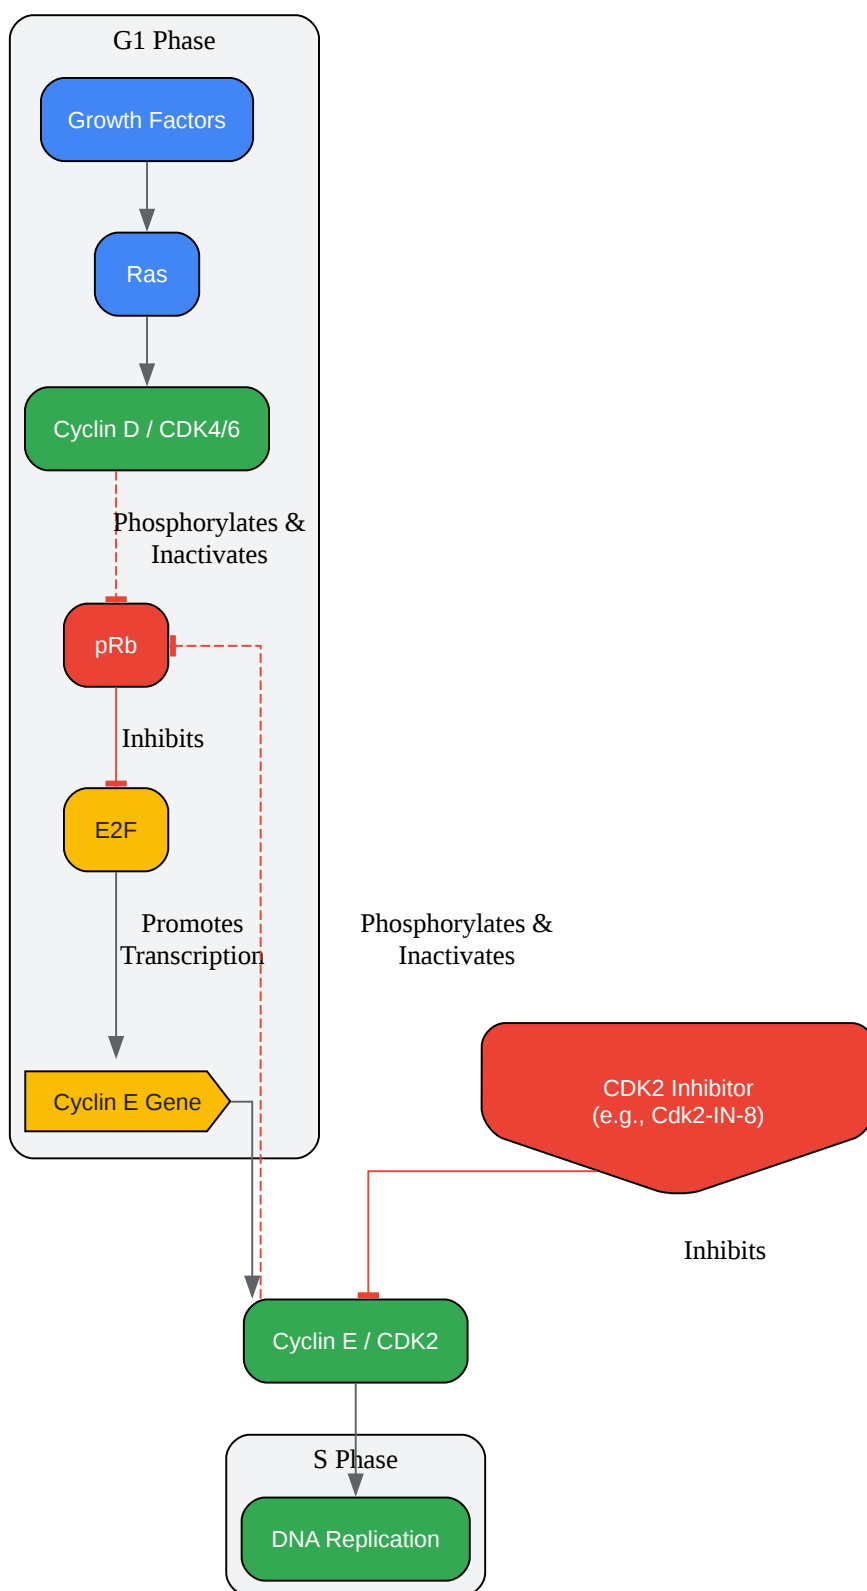 G1 Phase
Growth Factors
Ras
Cyclin D / CDK4/6
Phosphorylates &
Inactivates
pRb
Inhibits
E2F
Promotes
Transcription
Phosphorylates &
Inactivates
Cyclin E Gene
CDK2 Inhibitor
(e.g., Cdk2-IN-8)
Inhibits
Cyclin E / CDK2
S Phase
DNA Replication